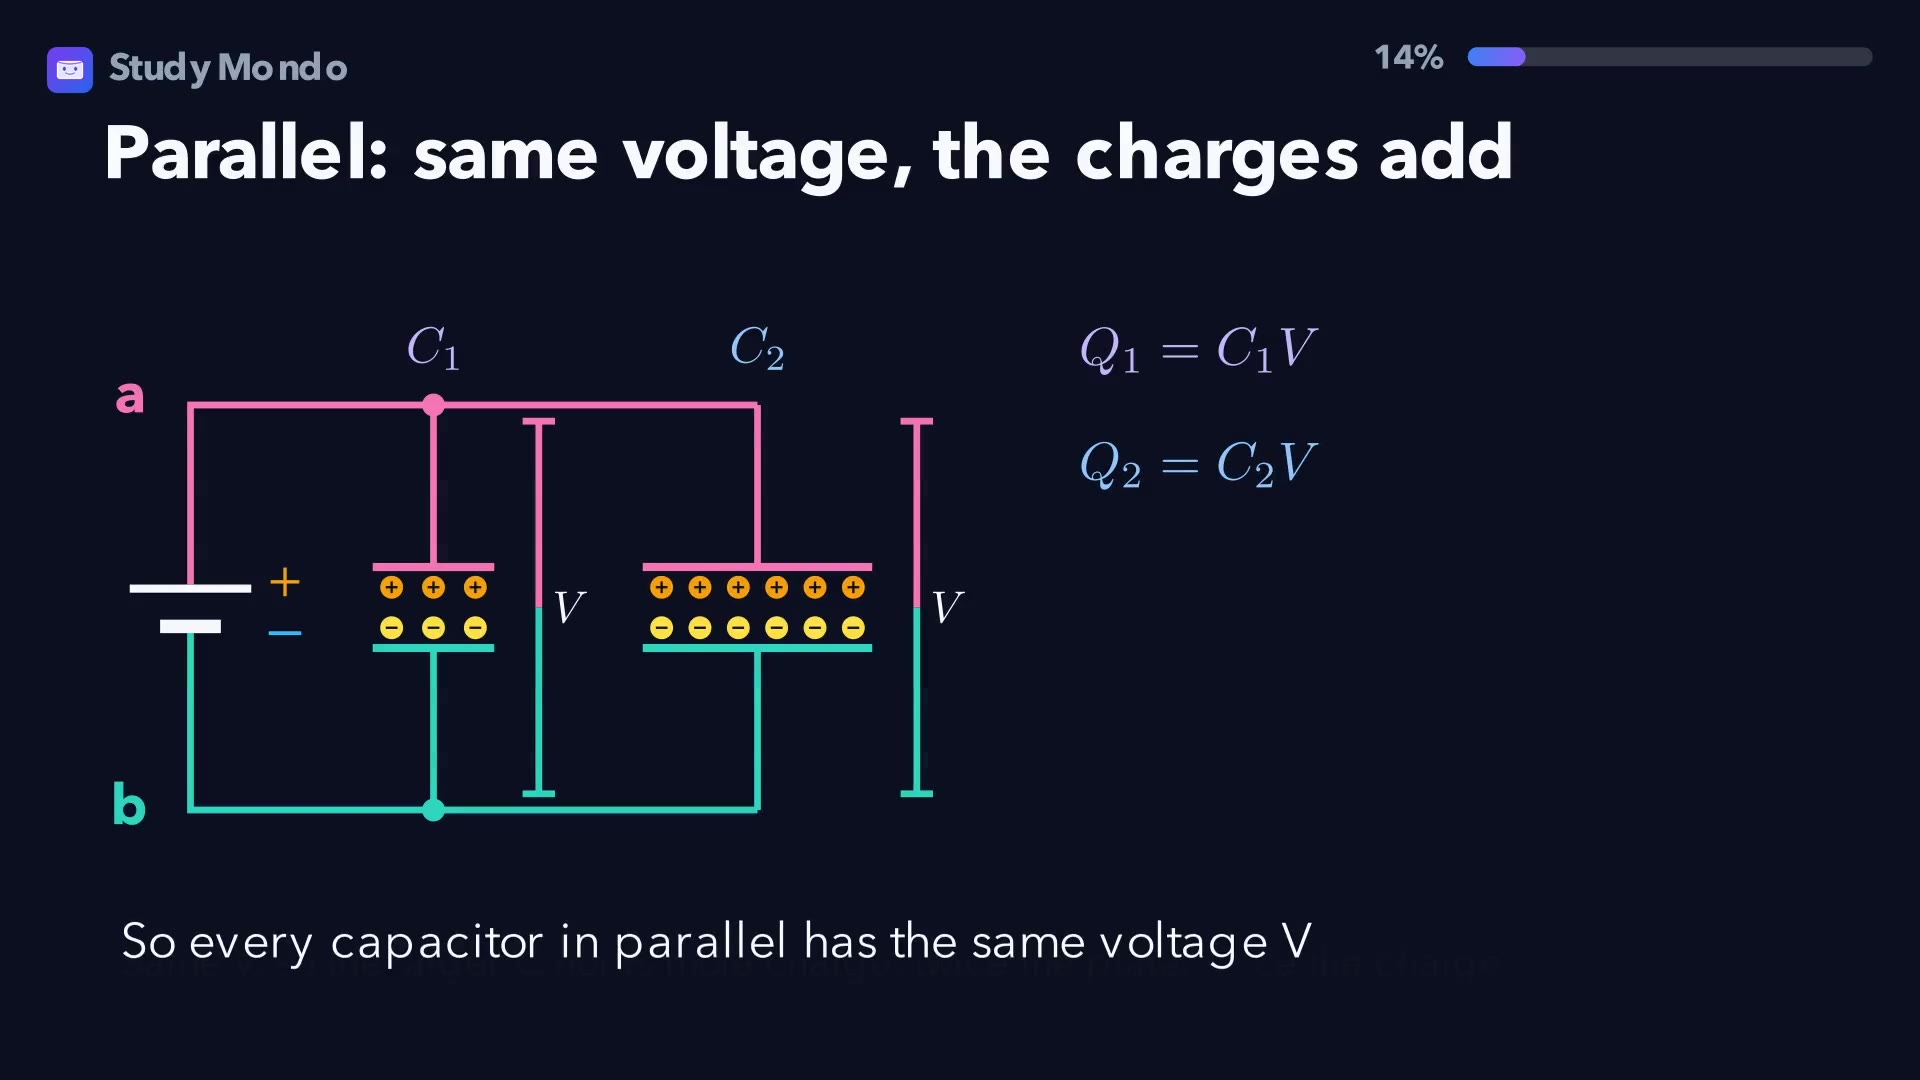 Study Mondo
14%
Parallel: same voltage, the charges add
C₁
C₂
Q₁ = C₁V
a
Q₂ = C₂V
+
−
V
V
b
So every capacitor in parallel has the same voltage V